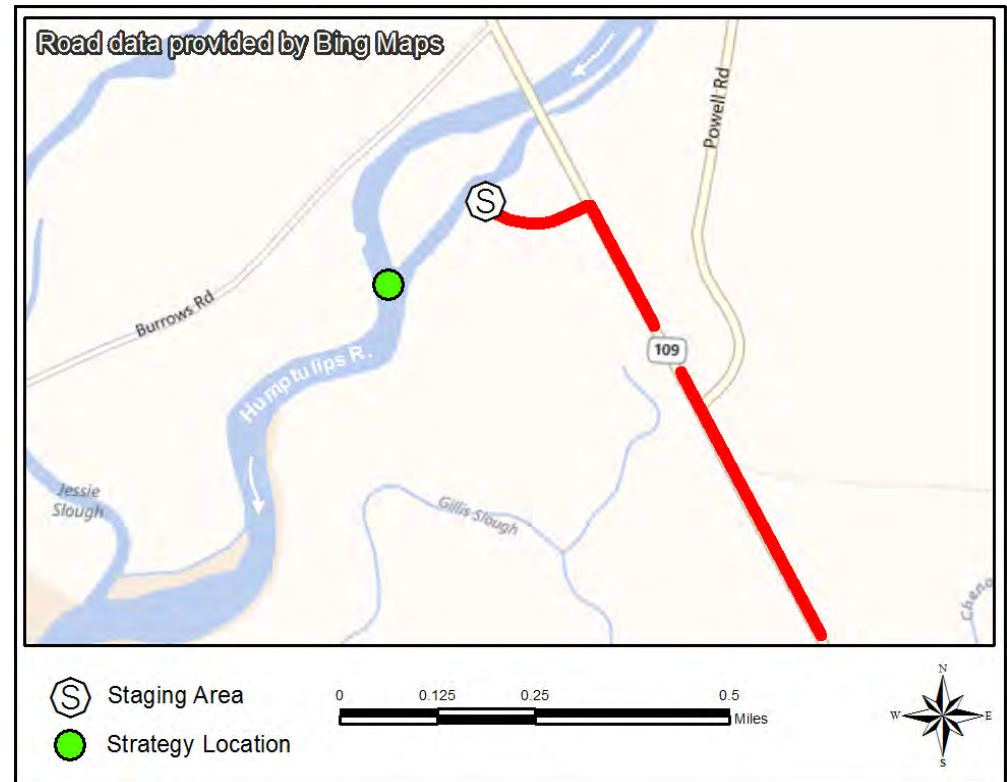 Road data provided by Bing Maps
Powell Rd
Burrows Rd
109
Humptulips R.
Jessie
Slough
Gillis Slough
Cheno
S
S
Staging Area
Strategy Location
0
0.125
0.25
0.5
Miles
N
W
E
S